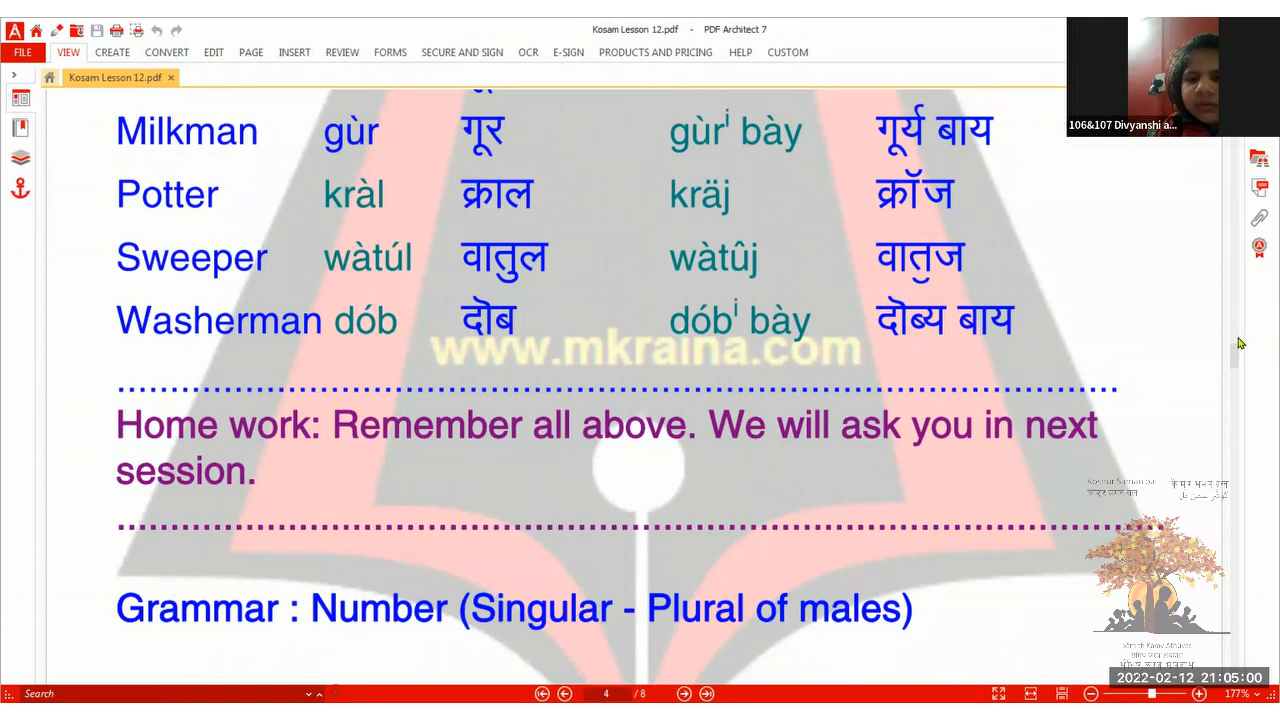 Kosam Lesson 12.pdf - PDF Architect 7
FILE VIEW CREATE CONVERT EDIT PAGE INSERT REVIEW FORMS SECURE AND SIGN OCR E-SIGN PRODUCTS AND PRICING HELP CUSTOM
Kosam Lesson 12.pdf ×
106&107 Divyanshi a...
Milkman gùr गूर gùrⁱ bày गूर्य बाय
Potter kràl क्राल kräj क्रॉज
Sweeper wàtúl वातुल wàtûj वातॖज
Washerman dób दॊब dóbⁱ bày दॊब्य बाय
www.mkraina.com
Home work: Remember all above. We will ask you in next
session.
Grammar : Number (Singular - Plural of males)
2022-02-12 21:05:00
Search 4 / 8 177%